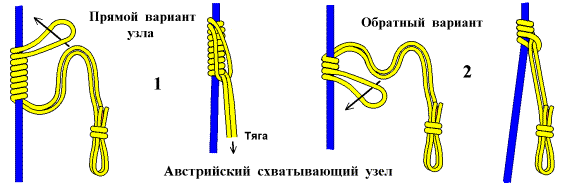 Прямой вариант
узла
1
Тяга
Обратный вариант
2
Австрийский схватывающий узел